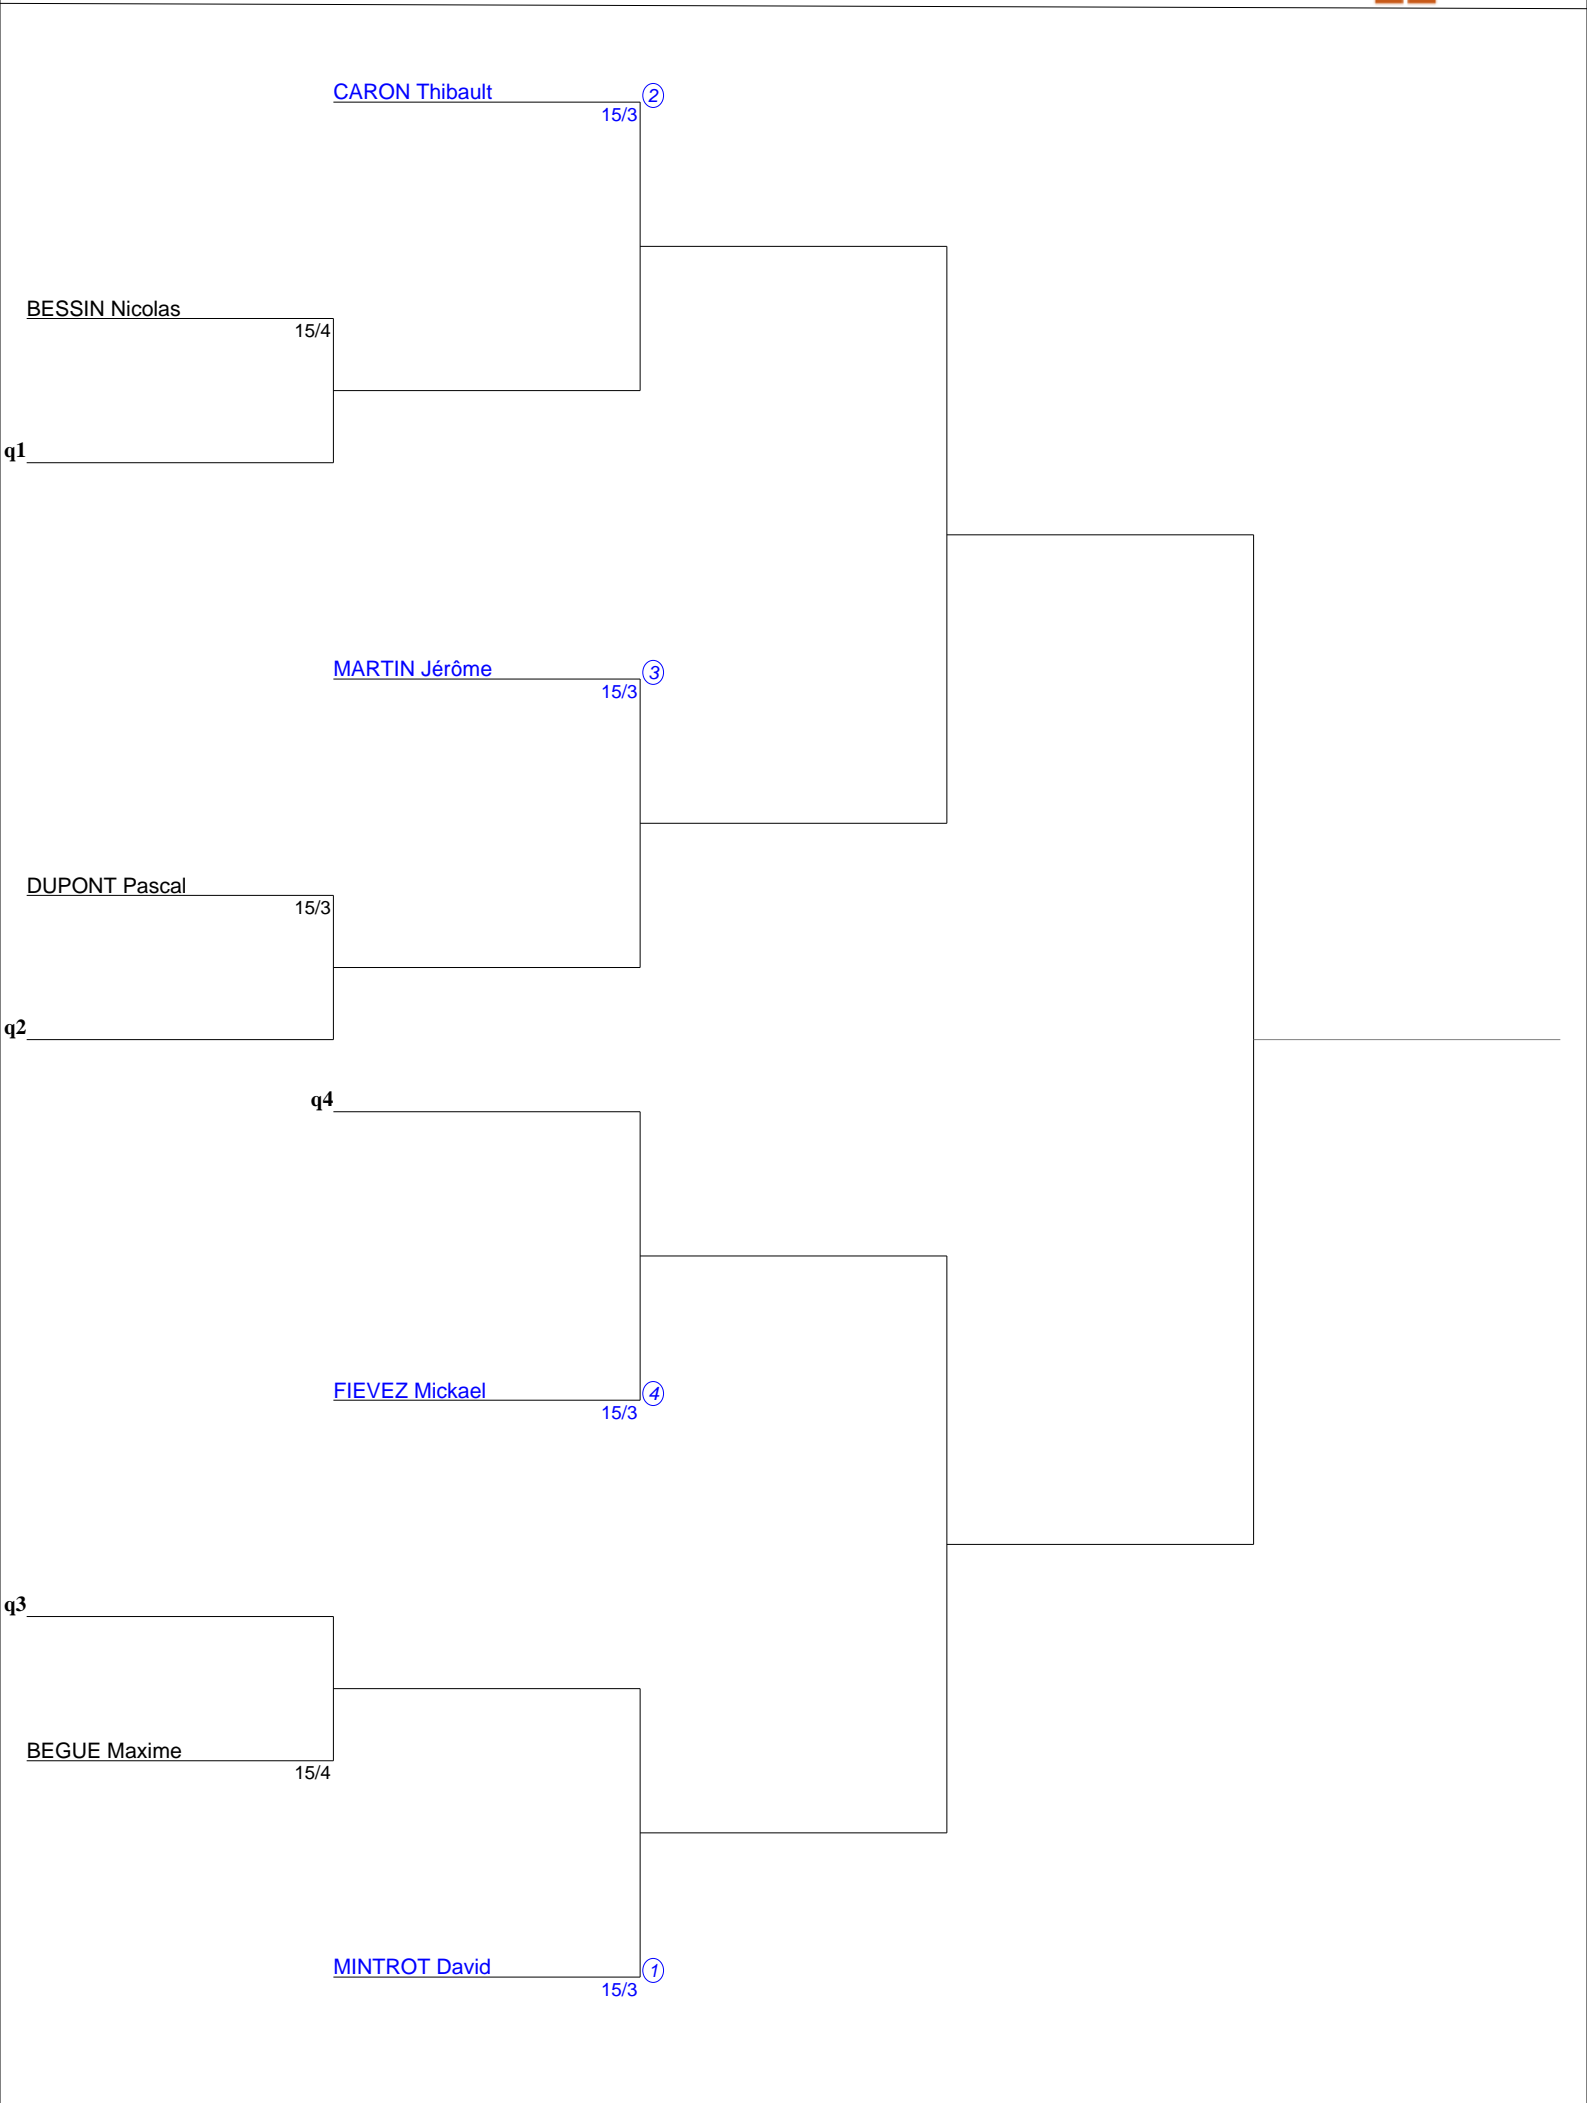 CARON Thibault 2
15/3
BESSIN Nicolas
15/4
q1
MARTIN Jérôme 3
15/3
DUPONT Pascal
15/3
q2
q4
FIEVEZ Mickael 4
15/3
q3
BEGUE Maxime
15/4
MINTROT David 1
15/3